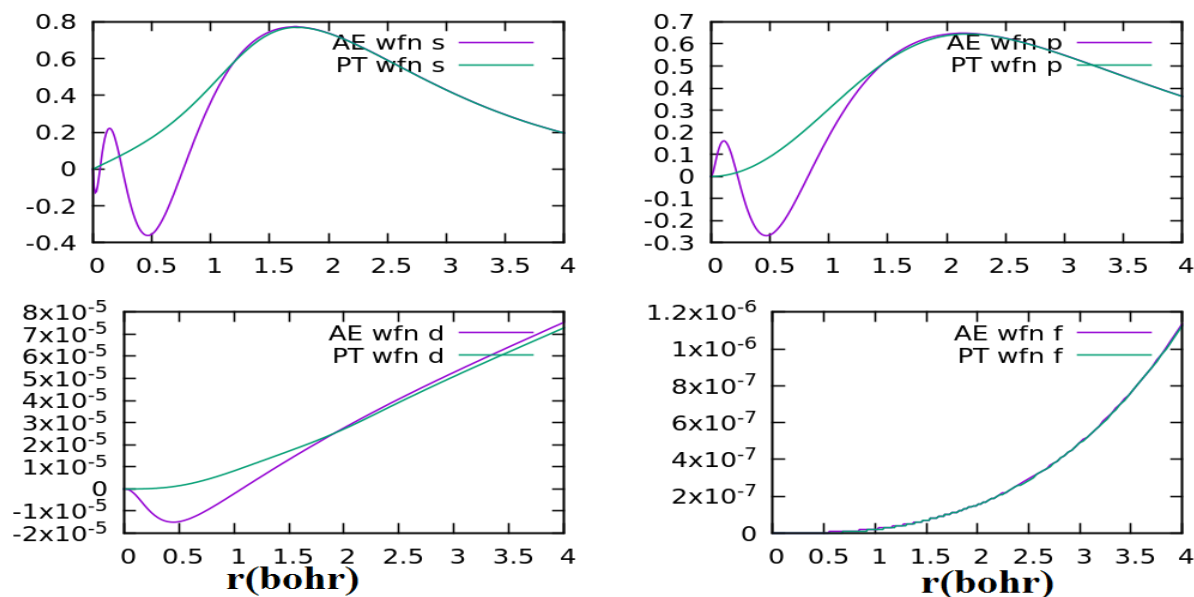 0.8
0.6
0.4
0.2
0
-0.2
-0.4
AE wfn s
PT wfn s
0 0.5 1 1.5 2 2.5 3 3.5 4
0.7
0.6
0.5
0.4
0.3
0.2
0.1
0
-0.1
-0.2
-0.3
AE wfn p
PT wfn p
0 0.5 1 1.5 2 2.5 3 3.5 4
8x10⁻⁵
7x10⁻⁵
6x10⁻⁵
5x10⁻⁵
4x10⁻⁵
3x10⁻⁵
2x10⁻⁵
1x10⁻⁵
0
-1x10⁻⁵
-2x10⁻⁵
AE wfn d
PT wfn d
0 0.5 1 1.5 2 2.5 3 3.5 4
r(bohr)
1.2x10⁻⁶
1x10⁻⁶
8x10⁻⁷
6x10⁻⁷
4x10⁻⁷
2x10⁻⁷
0
AE wfn f
PT wfn f
0 0.5 1 1.5 2 2.5 3 3.5 4
r(bohr)